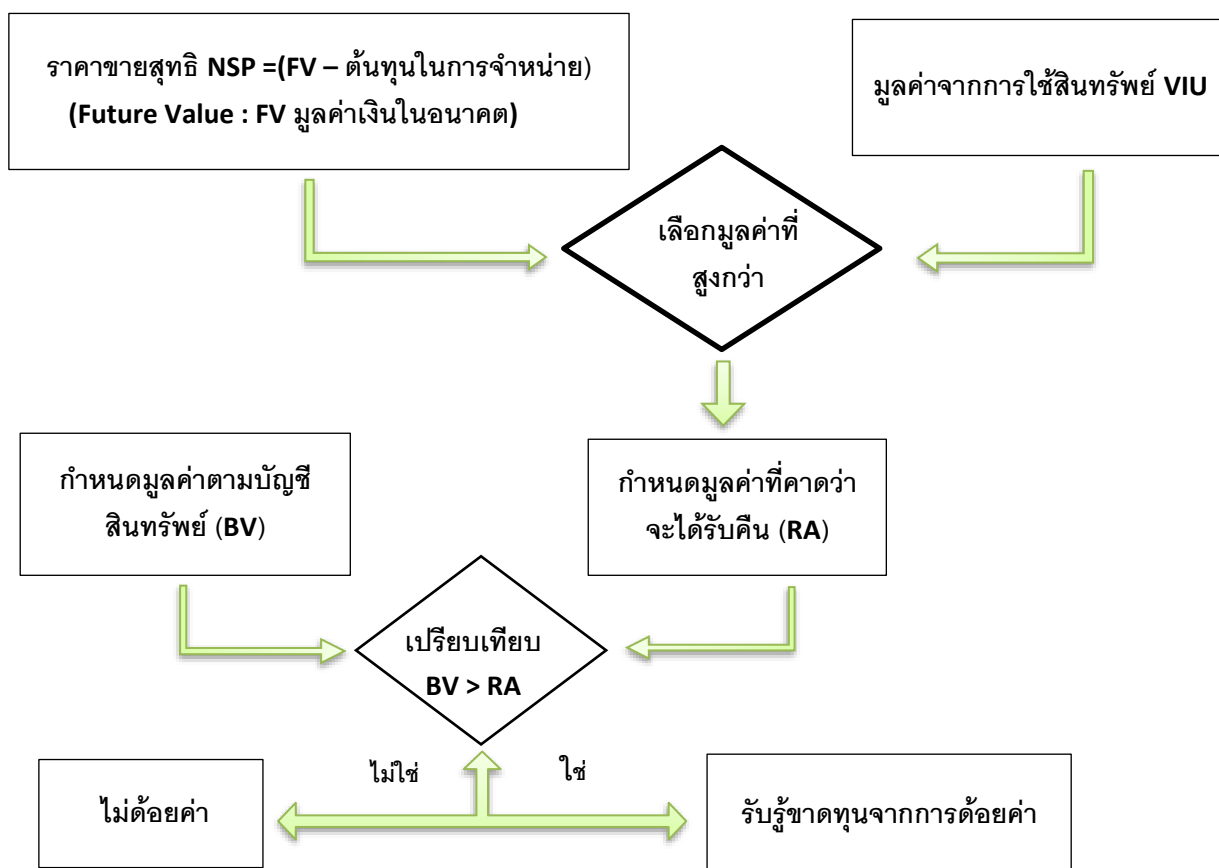 ราคาขายสุทธิ NSP =(FV – ต้นทุนในการจำหน่าย)
(Future Value : FV มูลค่าเงินในอนาคต)
มูลค่าจากการใช้สินทรัพย์ VIU
เลือกมูลค่าที่
สูงกว่า
กำหนดมูลค่าตามบัญชี
สินทรัพย์ (BV)
กำหนดมูลค่าที่คาดว่า
จะได้รับคืน (RA)
เปรียบเทียบ
BV > RA
ไม่ใช่
ใช่
ไม่ด้อยค่า
รับรู้ขาดทุนจากการด้อยค่า